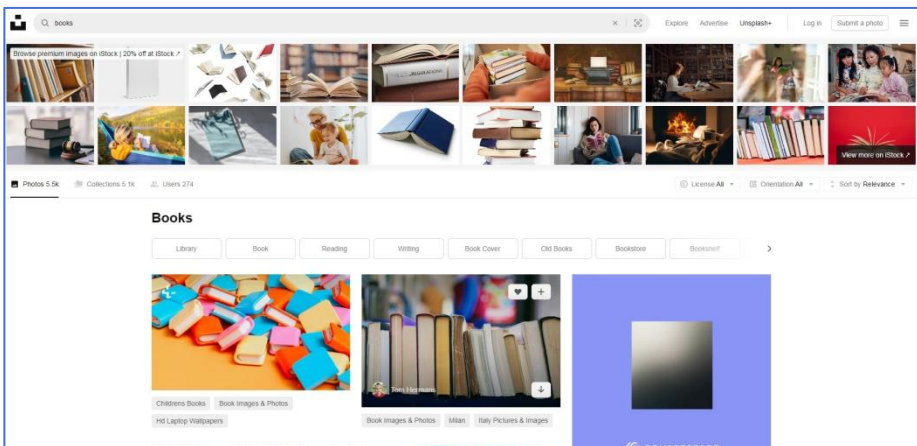 books
Explore Advertise Unsplash+ Log in Submit a photo
Browse premium images on iStock | 20% off at iStock ↗
View more on iStock ↗
Photos 5.5k Collections 5.1k Users 274
License All Orientation All Sort by Relevance
Books
Library Book Reading Writing Book Cover Old Books Bookstore Bookshelf
Tom Hermans
Childrens Books Book Images & Photos
Hd Laptop Wallpapers
Book Images & Photos Milan Italy Pictures & Images